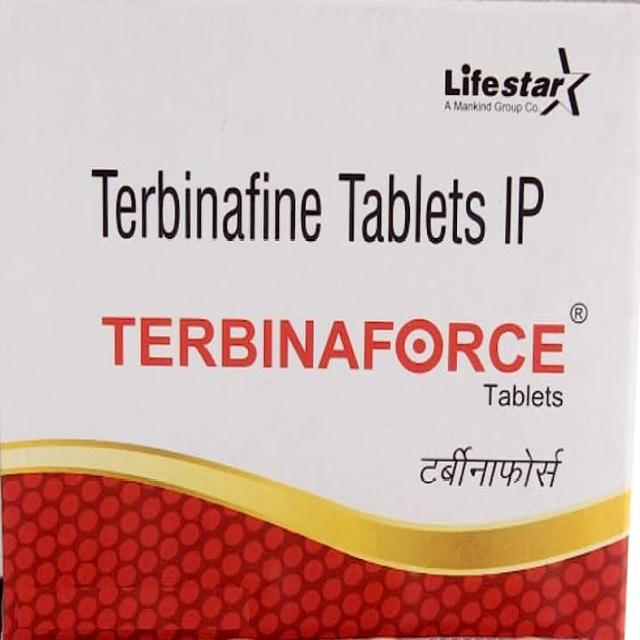 Lifestar
A Mankind Group Co.
Terbinafine Tablets IP
TERBINAFORCE®
Tablets
टर्बीनाफोर्स